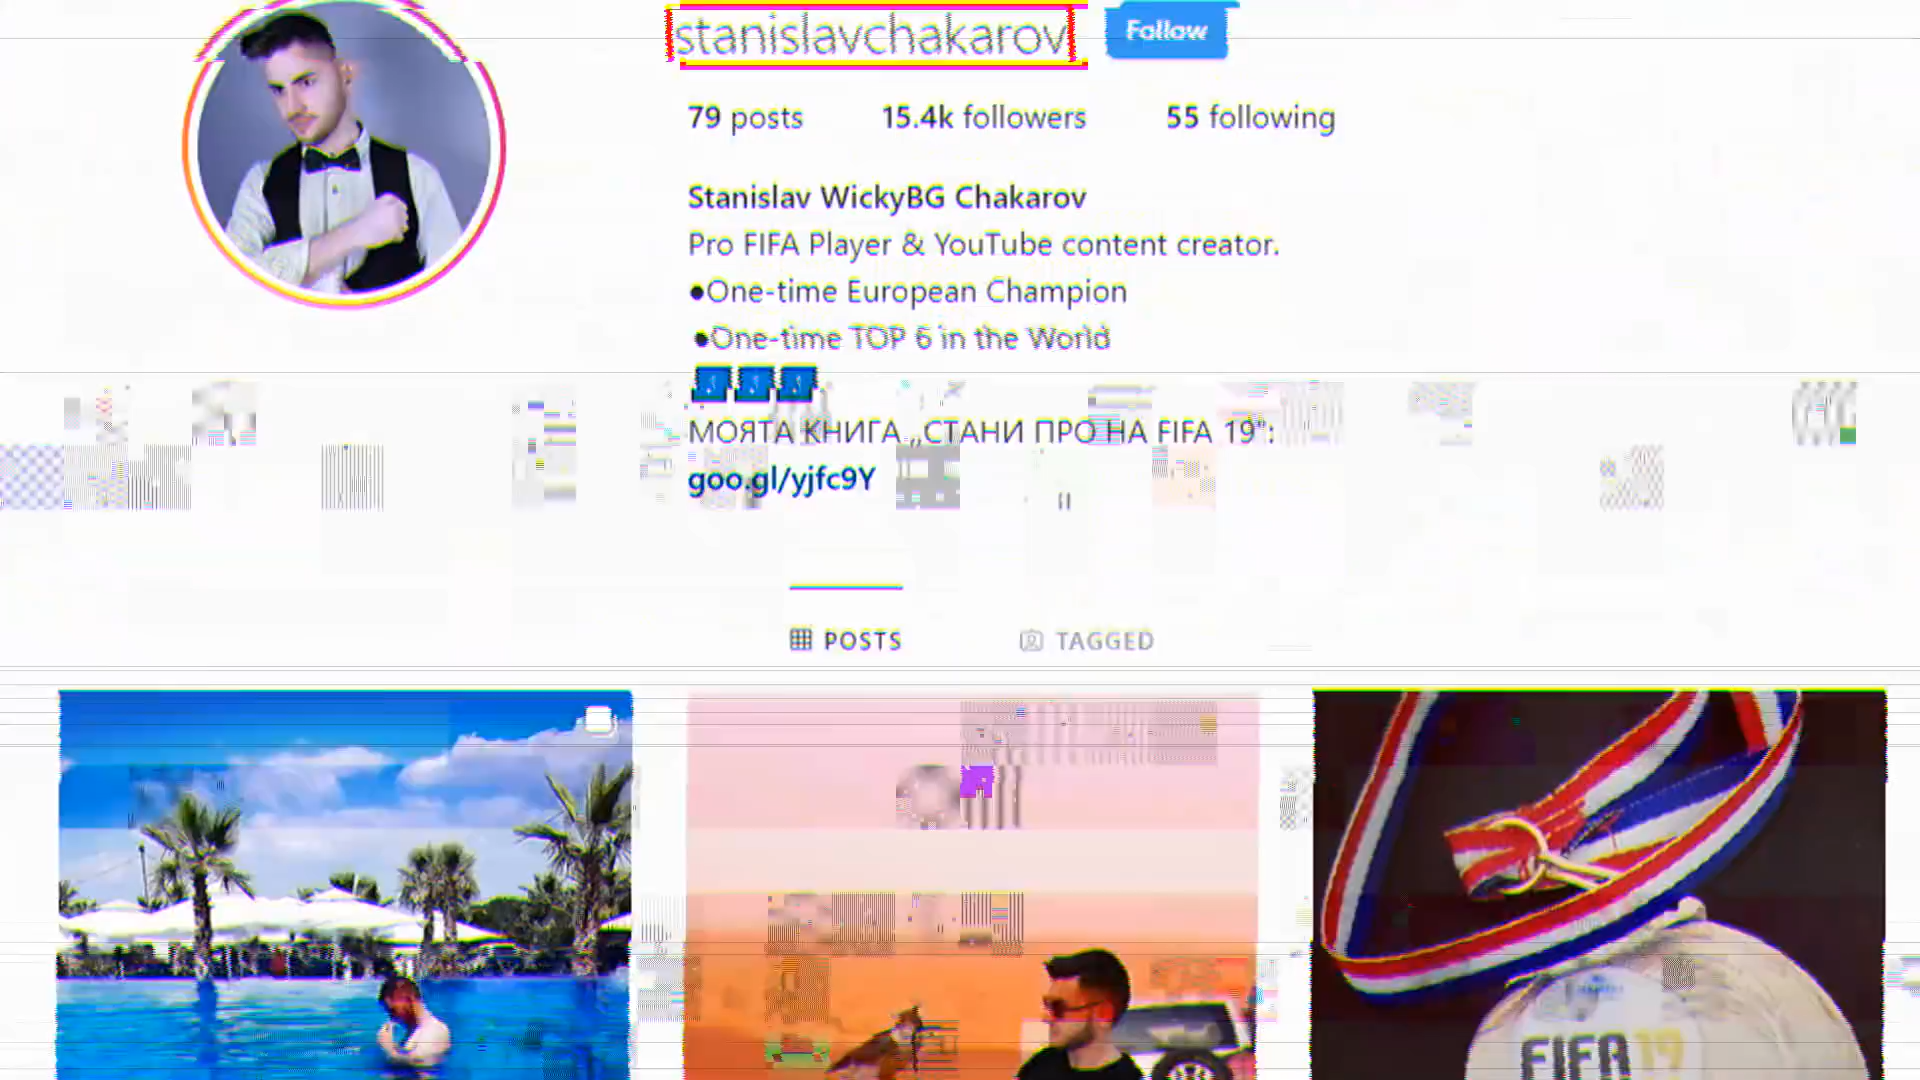 stanislavchakarov Follow
79 posts 15.4k followers 55 following
Stanislav WickyBG Chakarov
Pro FIFA Player & YouTube content creator.
●One-time European Champion
●One-time TOP 6 in the World
МОЯТА КНИГА „СТАНИ ПРО НА FIFA 19":
goo.gl/yjfc9Y
POSTS TAGGED
FIFA 19